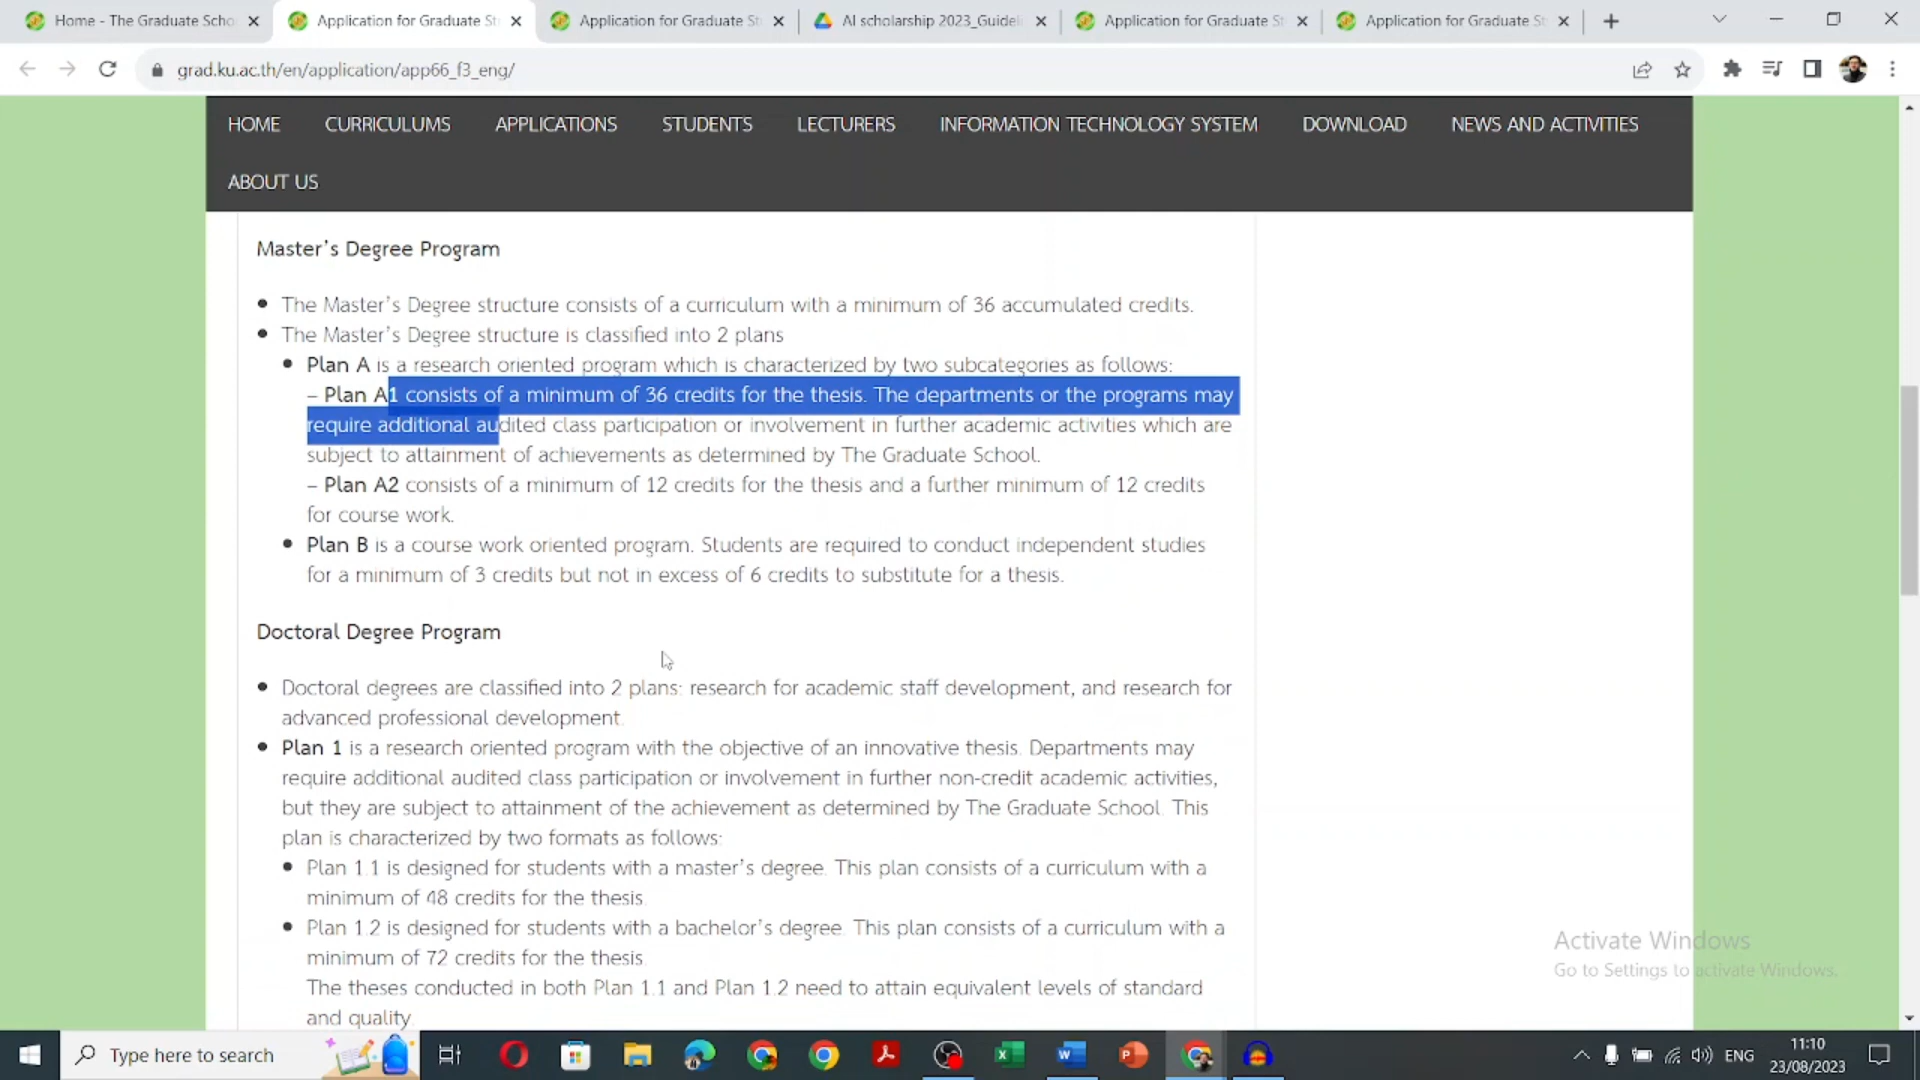 Home - The Graduate Scho
Application for Graduate St
Application for Graduate St
AI scholarship 2023_Guideli
Application for Graduate St
Application for Graduate St
grad.ku.ac.th/en/application/app66_f3_eng/
HOME CURRICULUMS APPLICATIONS STUDENTS LECTURERS INFORMATION TECHNOLOGY SYSTEM DOWNLOAD NEWS AND ACTIVITIES
ABOUT US
Master's Degree Program
The Master's Degree structure consists of a curriculum with a minimum of 36 accumulated credits.
The Master's Degree structure is classified into 2 plans
Plan A is a research oriented program which is characterized by two subcategories as follows:
– Plan A1 consists of a minimum of 36 credits for the thesis. The departments or the programs may
require additional audited class participation or involvement in further academic activities which are
subject to attainment of achievements as determined by The Graduate School.
– Plan A2 consists of a minimum of 12 credits for the thesis and a further minimum of 12 credits
for course work.
Plan B is a course work oriented program. Students are required to conduct independent studies
for a minimum of 3 credits but not in excess of 6 credits to substitute for a thesis.
Doctoral Degree Program
Doctoral degrees are classified into 2 plans: research for academic staff development, and research for
advanced professional development.
Plan 1 is a research oriented program with the objective of an innovative thesis. Departments may
require additional audited class participation or involvement in further non-credit academic activities,
but they are subject to attainment of the achievement as determined by The Graduate School. This
plan is characterized by two formats as follows:
Plan 1.1 is designed for students with a master's degree. This plan consists of a curriculum with a
minimum of 48 credits for the thesis.
Plan 1.2 is designed for students with a bachelor's degree. This plan consists of a curriculum with a
minimum of 72 credits for the thesis.
The theses conducted in both Plan 1.1 and Plan 1.2 need to attain equivalent levels of standard
and quality.
Activate Windows
Go to Settings to activate Windows.
Type here to search
ENG
11:10
23/08/2023